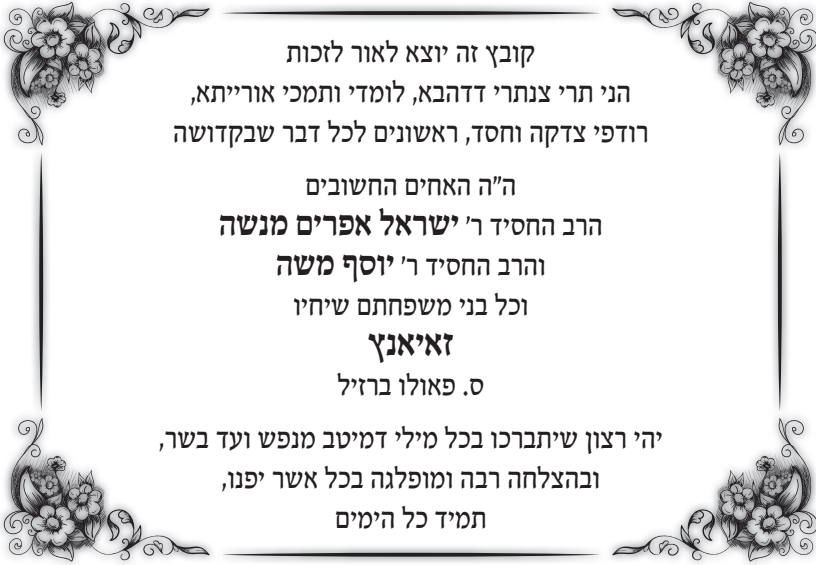 קובץ זה יוצא לאור לזכות
הני תרי צנתרי דדהבא, לומדי ותמכי אורייתא,
רודפי צדקה וחסד, ראשונים לכל דבר שבקדושה
ה״ה האחים החשובים
הרב החסיד ר׳ ישראל אפרים מנשה
והרב החסיד ר׳ יוסף משה
וכל בני משפחתם שיחיו
זאיאנץ
ס. פאולו ברזיל
יהי רצון שיתברכו בכל מילי דמיטב מנפש ועד בשר,
ובהצלחה רבה ומופלגה בכל אשר יפנו,
תמיד כל הימים